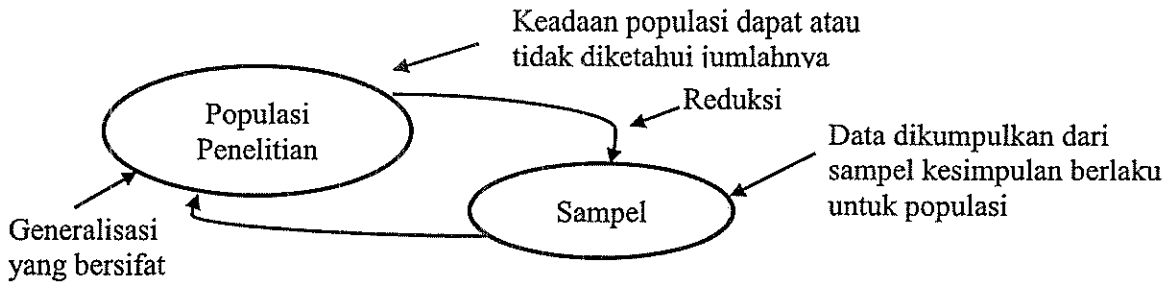 Keadaan populasi dapat atau
tidak diketahui jumlahnya
Populasi
Penelitian
Reduksi
Data dikumpulkan dari
sampel kesimpulan berlaku
untuk populasi
Sampel
Generalisasi
yang bersifat